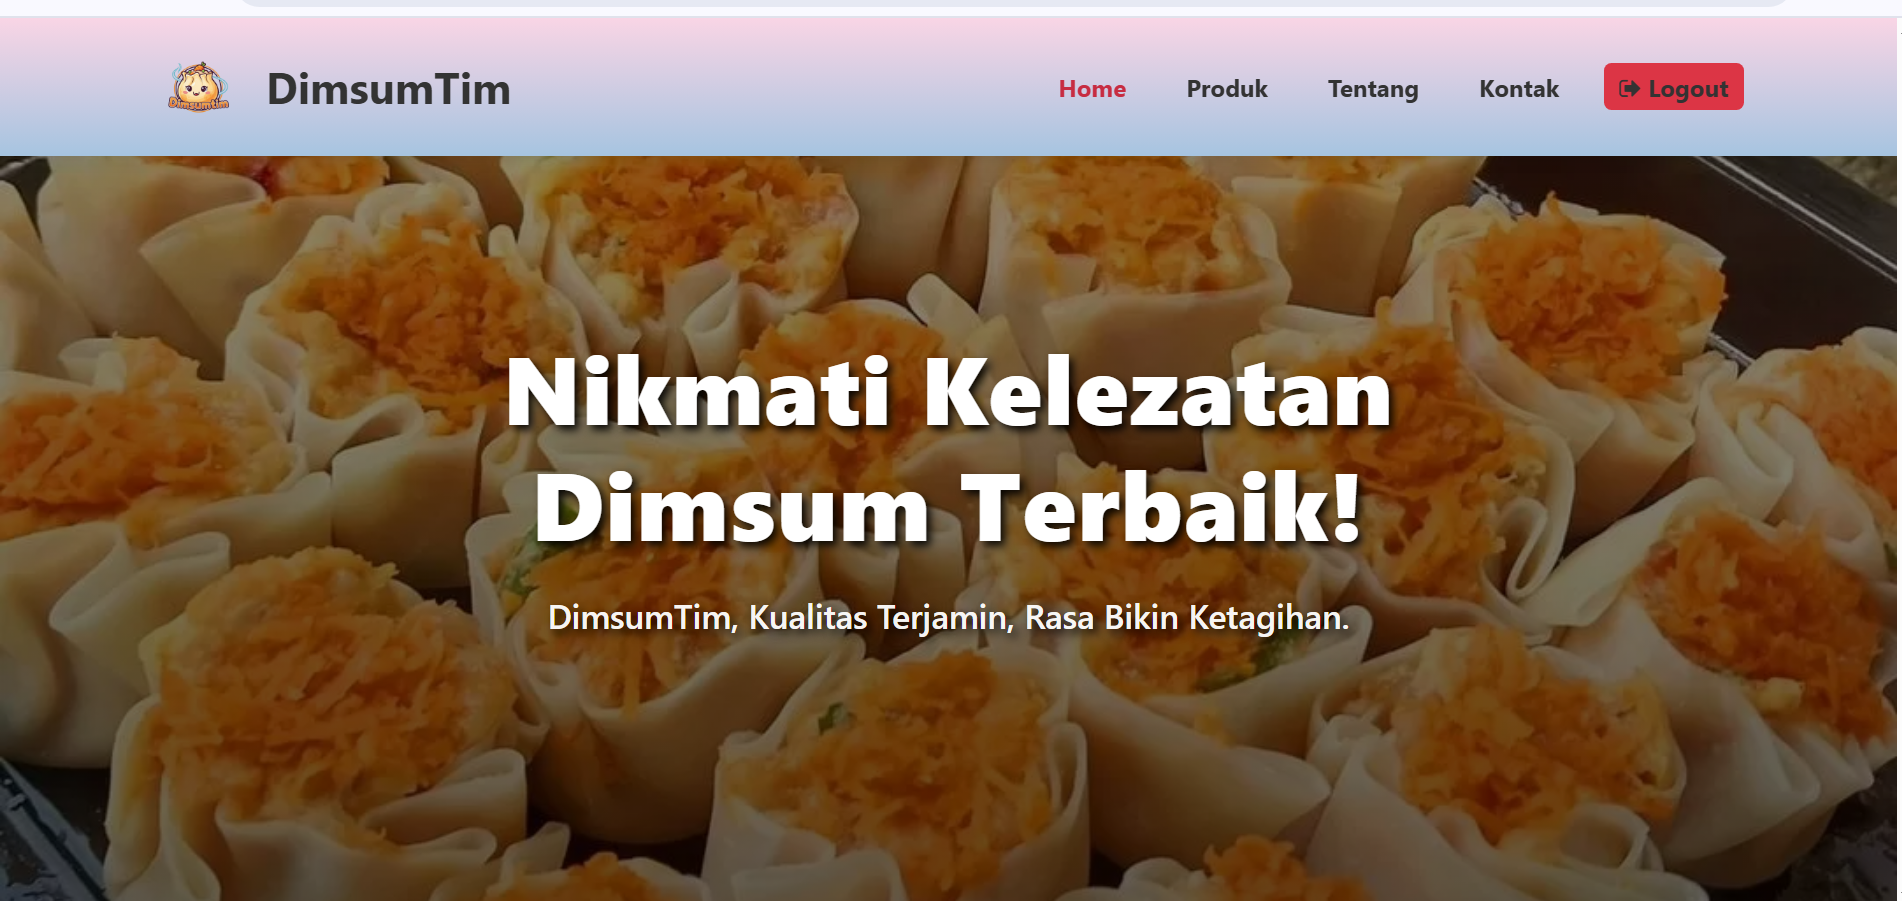 Dimsumtim
DimsumTim
Home
Produk
Tentang
Kontak
Logout
Nikmati Kelezatan
Dimsum Terbaik!
DimsumTim, Kualitas Terjamin, Rasa Bikin Ketagihan.